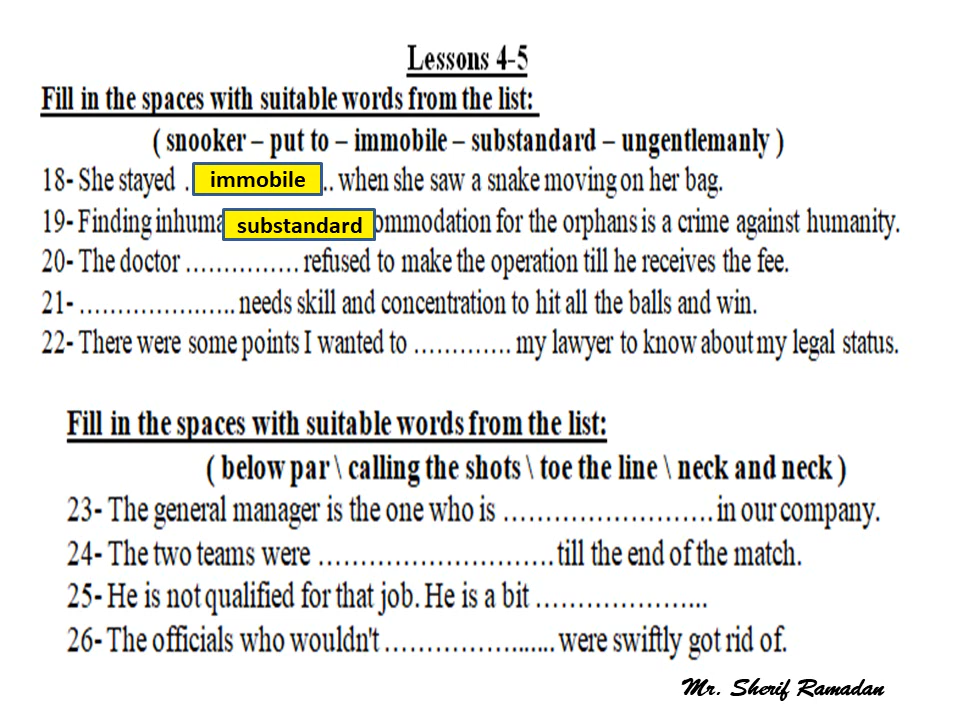 Lessons 4-5
Fill in the spaces with suitable words from the list:
( snooker – put to – immobile – substandard – ungentlemanly )
18- She stayed . immobile .. when she saw a snake moving on her bag.
19- Finding inhuma substandard ommodation for the orphans is a crime against humanity.
20- The doctor …………… refused to make the operation till he receives the fee.
21- …………….….. needs skill and concentration to hit all the balls and win.
22- There were some points I wanted to …………. my lawyer to know about my legal status.
Fill in the spaces with suitable words from the list:
( below par \ calling the shots \ toe the line \ neck and neck )
23- The general manager is the one who is ……………………. in our company.
24- The two teams were ………………………. till the end of the match.
25- He is not qualified for that job. He is a bit ………………...
26- The officials who wouldn't ……………....... were swiftly got rid of.
Mr. Sherif Ramadan